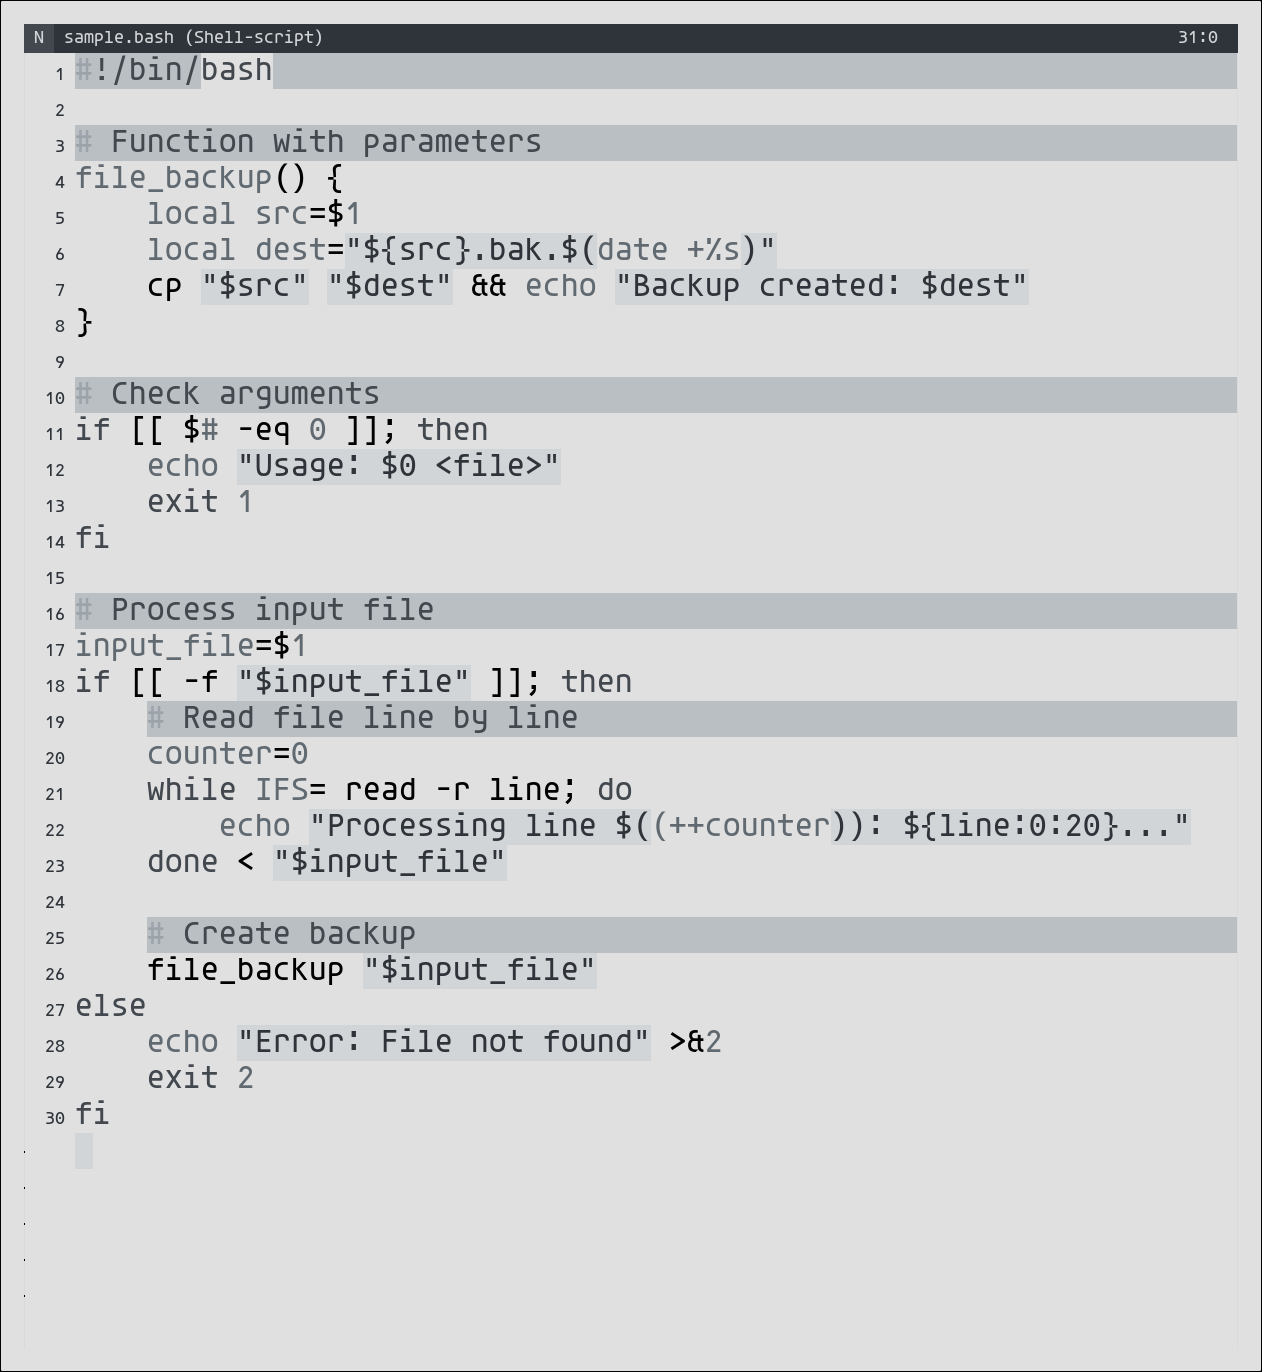 N sample.bash (Shell-script) 31:0
1 #!/bin/bash
2
3 # Function with parameters
4 file_backup() {
5     local src=$1
6     local dest="${src}.bak.$(date +%s)"
7     cp "$src" "$dest" && echo "Backup created: $dest"
8 }
9
10 # Check arguments
11 if [[ $# -eq 0 ]]; then
12     echo "Usage: $0 <file>"
13     exit 1
14 fi
15
16 # Process input file
17 input_file=$1
18 if [[ -f "$input_file" ]]; then
19     # Read file line by line
20     counter=0
21     while IFS= read -r line; do
22         echo "Processing line $((++counter)): ${line:0:20}..."
23     done < "$input_file"
24
25     # Create backup
26     file_backup "$input_file"
27 else
28     echo "Error: File not found" >&2
29     exit 2
30 fi